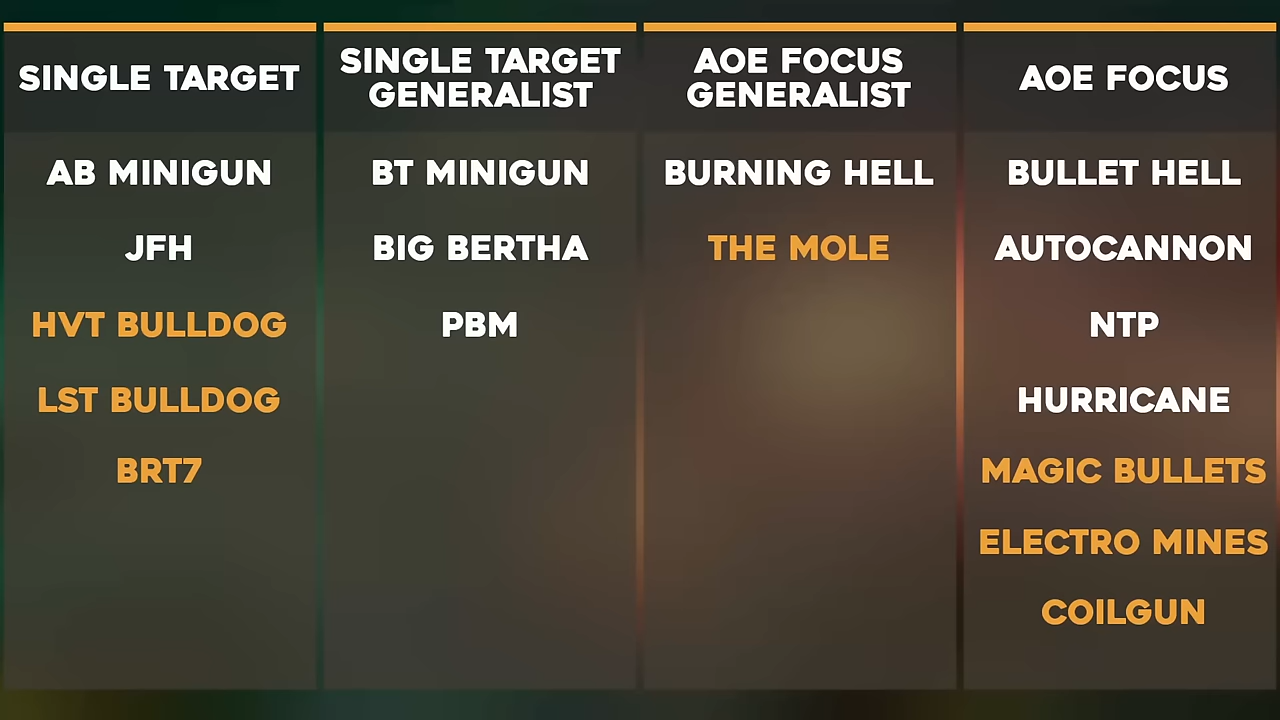 SINGLE TARGET
AB MINIGUN
JFH
HVT BULLDOG
LST BULLDOG
BRT7
SINGLE TARGET
GENERALIST
BT MINIGUN
BIG BERTHA
PBM
AOE FOCUS
GENERALIST
BURNING HELL
THE MOLE
AOE FOCUS
BULLET HELL
AUTOCANNON
NTP
HURRICANE
MAGIC BULLETS
ELECTRO MINES
COILGUN